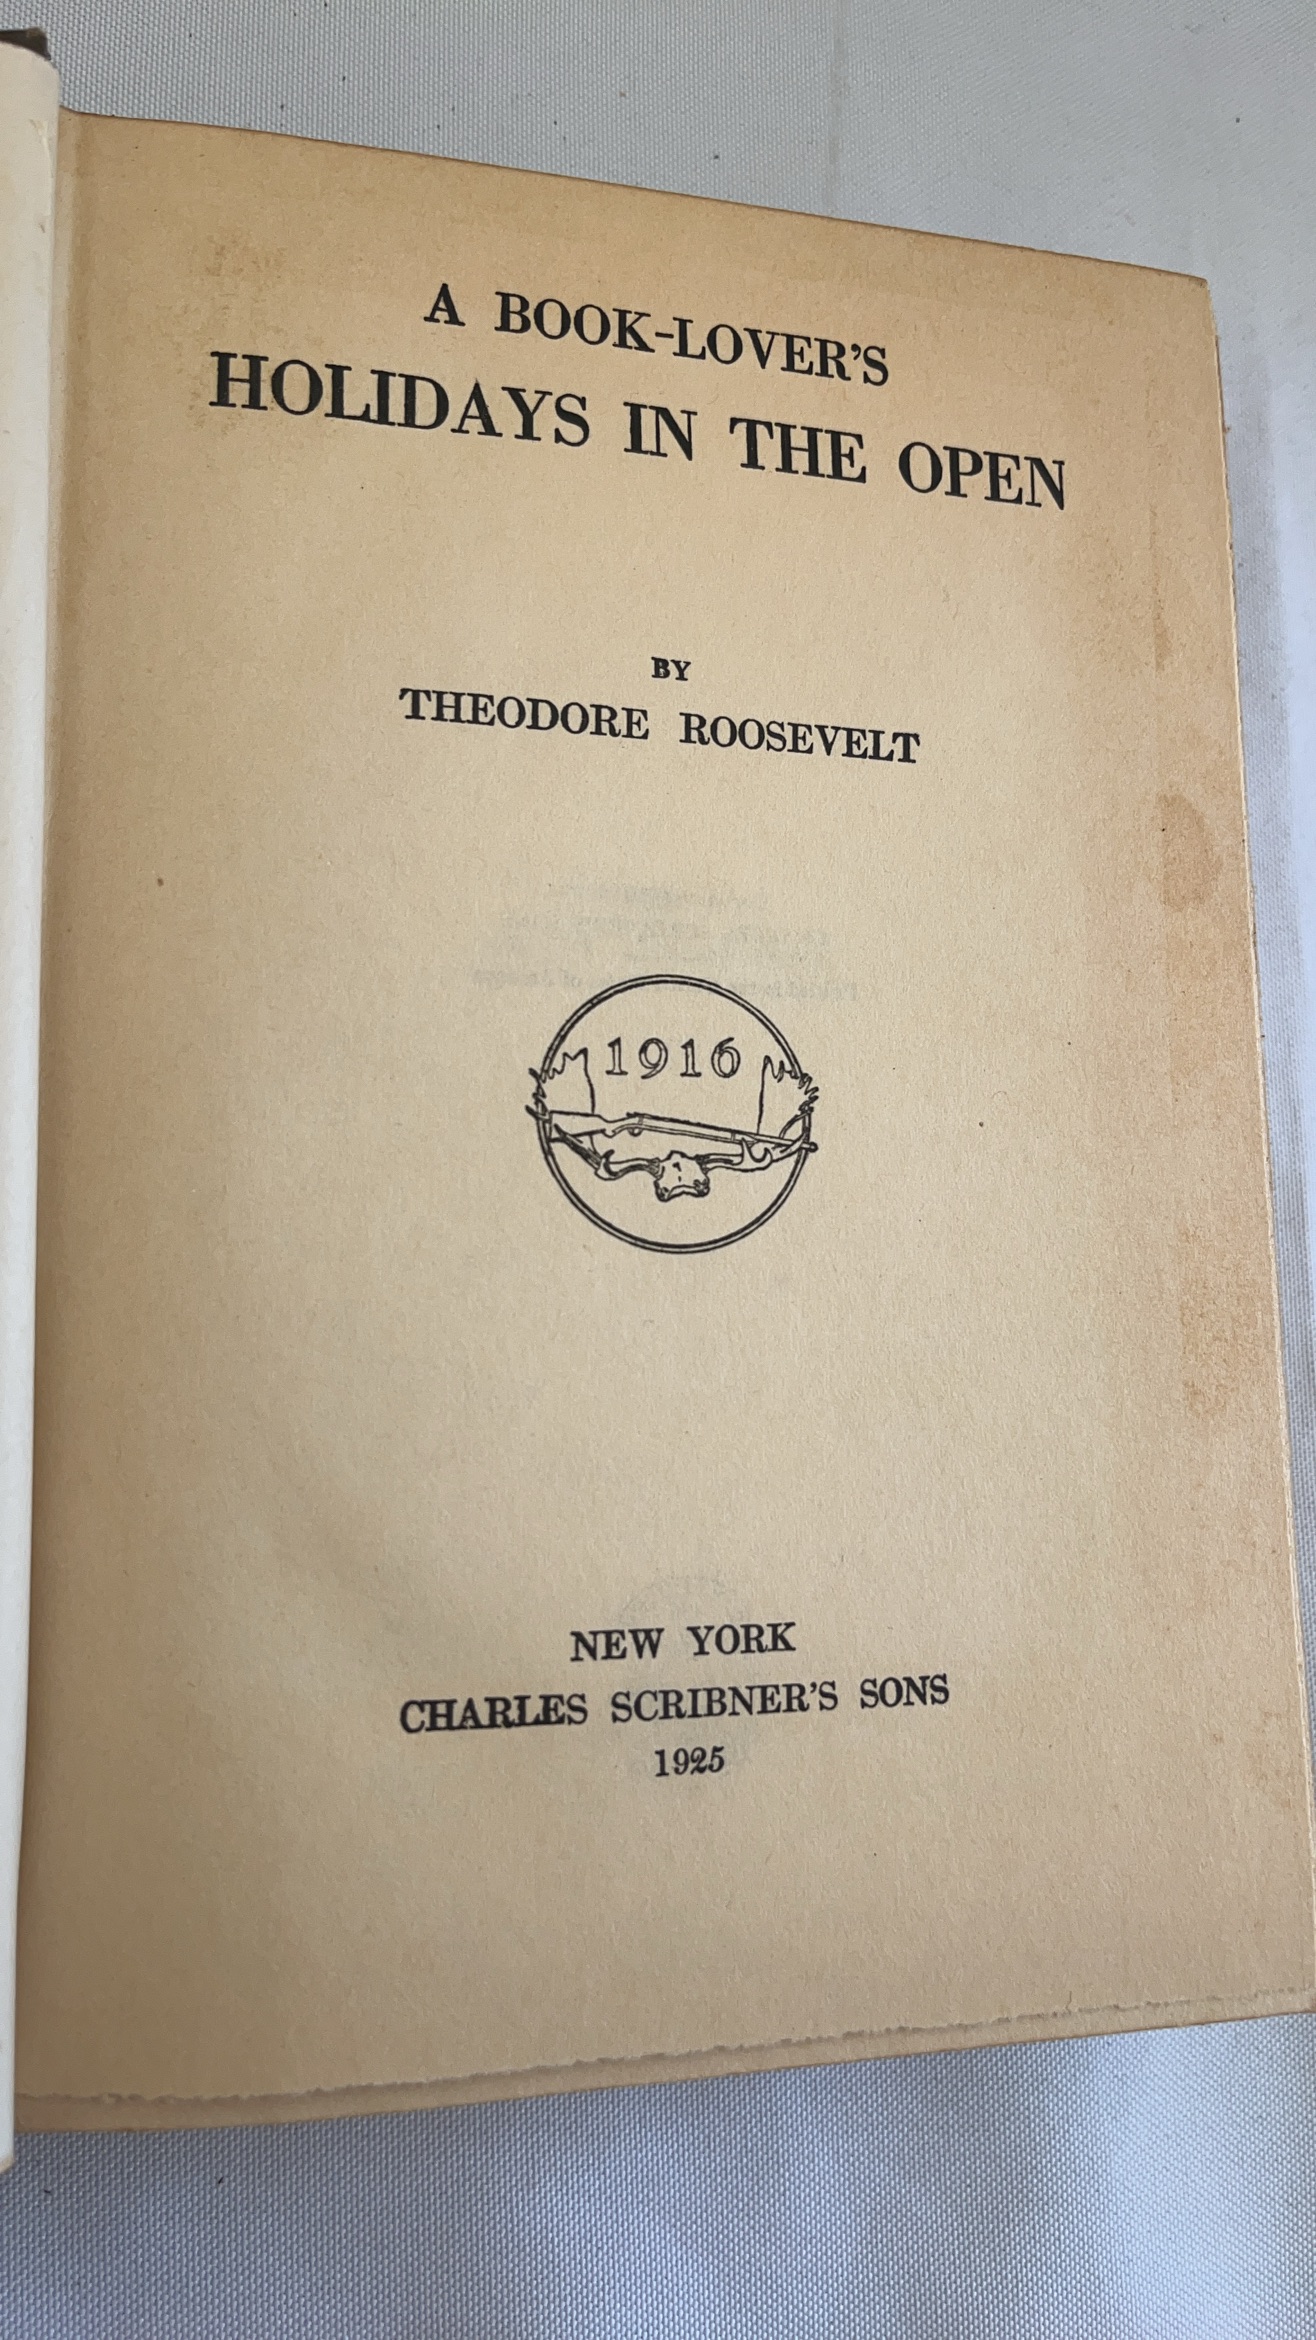 A BOOK-LOVER'S
HOLIDAYS IN THE OPEN
BY
THEODORE ROOSEVELT
1916
NEW YORK
CHARLES SCRIBNER'S SONS
1925